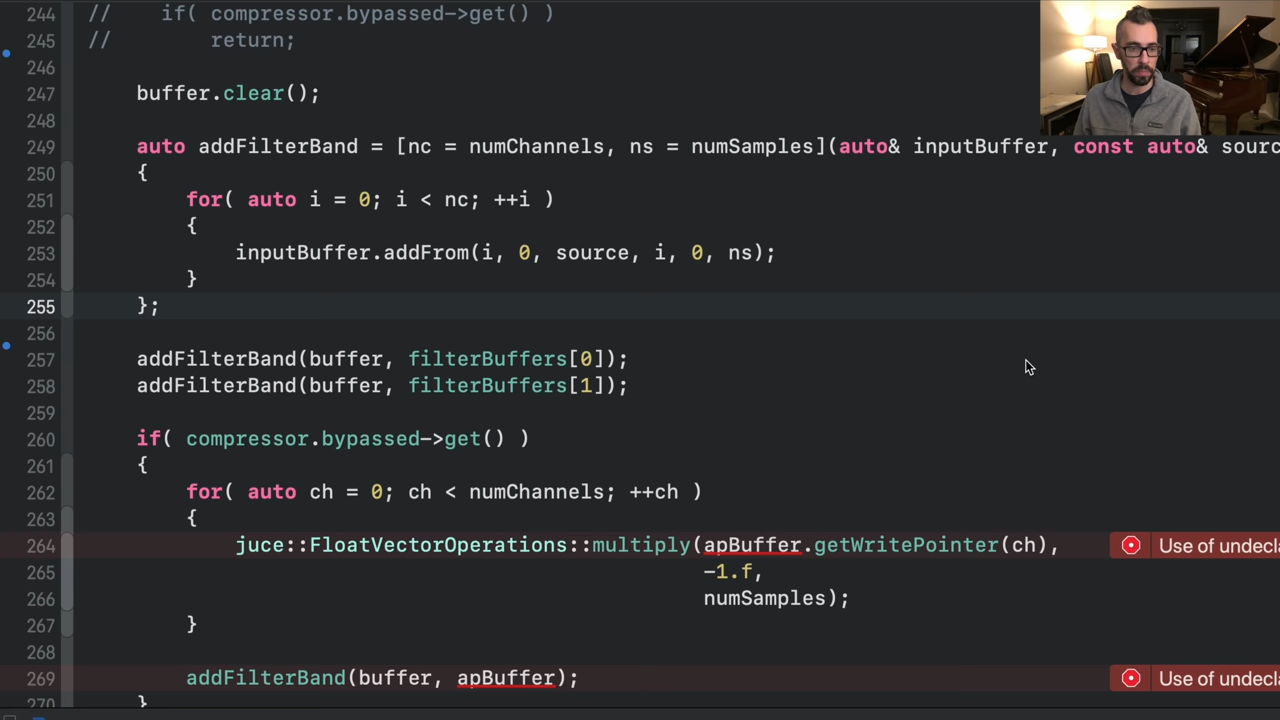 244 //     if( compressor.bypassed->get() )
245 //         return;
246
247     buffer.clear();
248
249     auto addFilterBand = [nc = numChannels, ns = numSamples](auto& inputBuffer, const auto& sourc
250     {
251         for( auto i = 0; i < nc; ++i )
252         {
253             inputBuffer.addFrom(i, 0, source, i, 0, ns);
254         }
255     };
256
257     addFilterBand(buffer, filterBuffers[0]);
258     addFilterBand(buffer, filterBuffers[1]);
259
260     if( compressor.bypassed->get() )
261     {
262         for( auto ch = 0; ch < numChannels; ++ch )
263         {
264             juce::FloatVectorOperations::multiply(apBuffer.getWritePointer(ch), Use of undecla
265                                                   -1.f,
266                                                   numSamples);
267         }
268
269         addFilterBand(buffer, apBuffer); Use of undecla
270     }